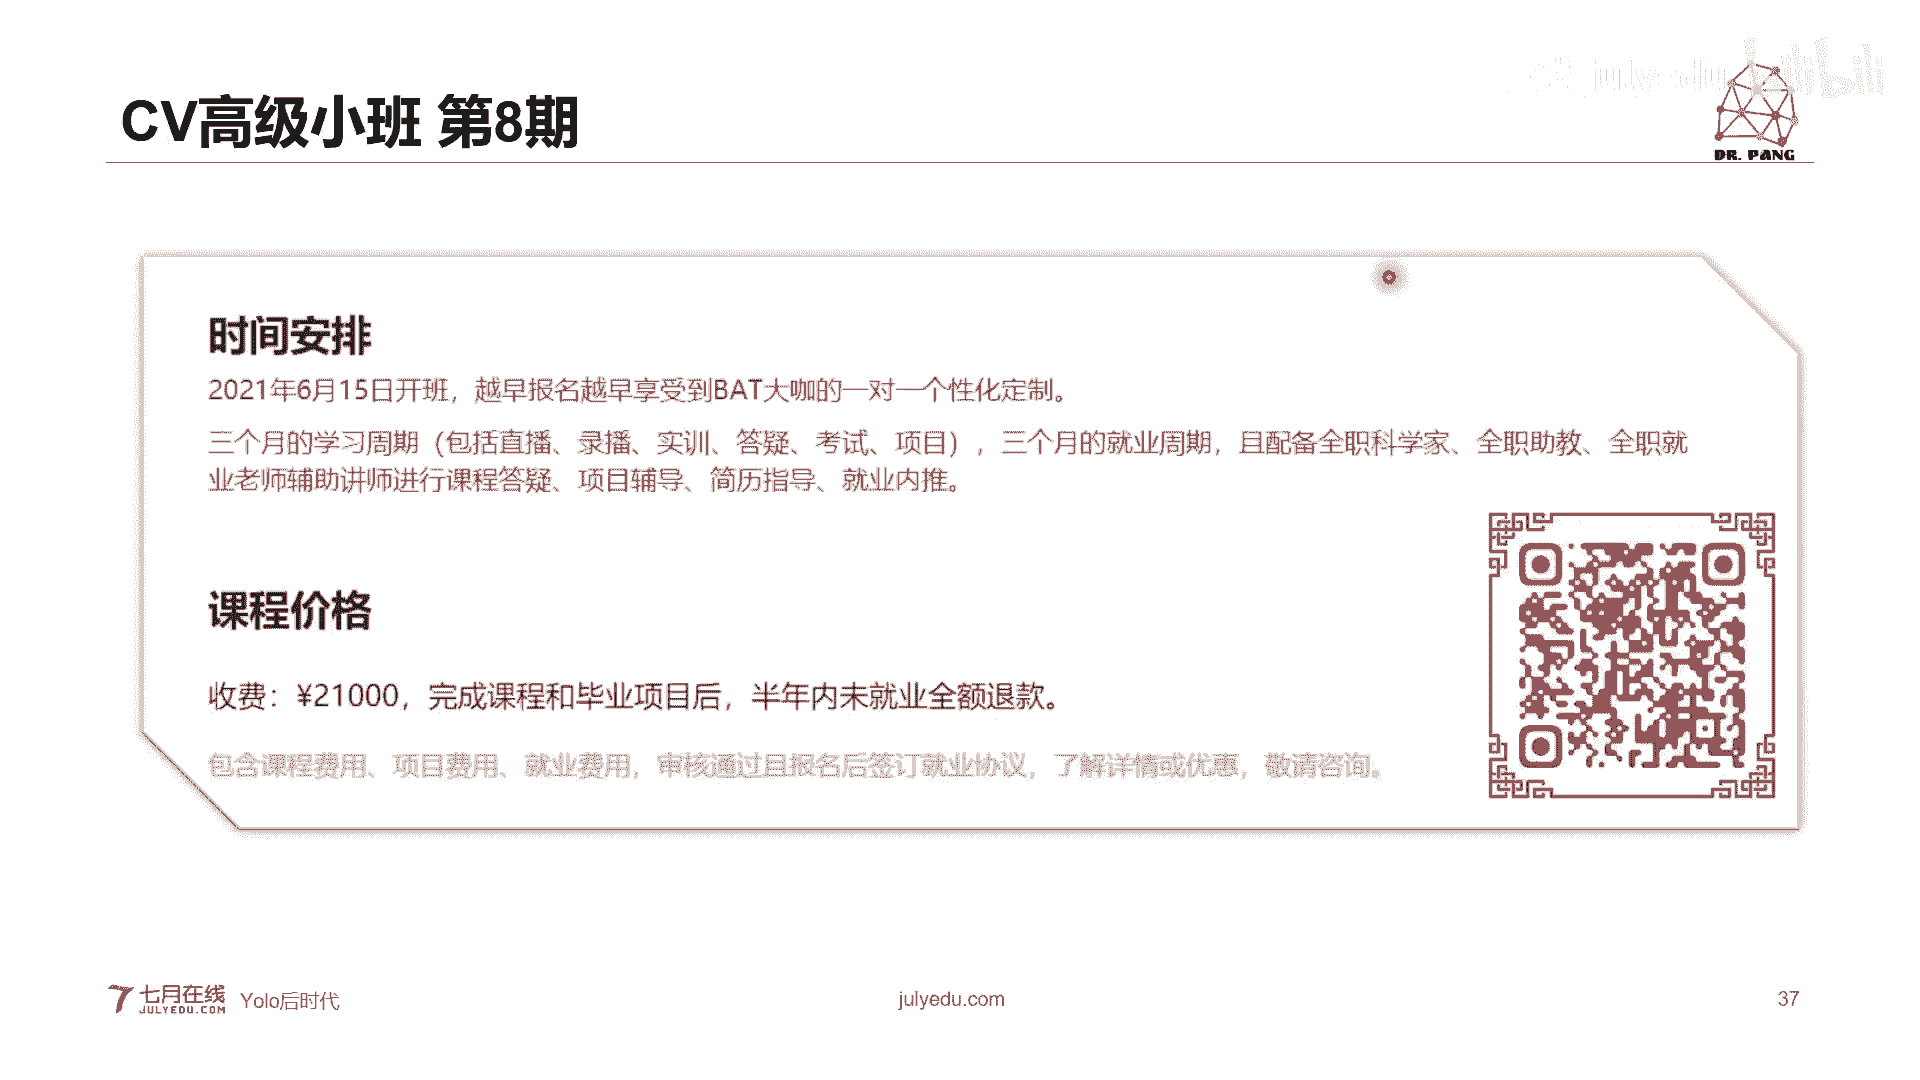 julyedu bilibili
CV高级小班 第8期
DR. PANG
时间安排
2021年6月15日开班，越早报名越早享受到BAT大咖的一对一个性化定制。
三个月的学习周期（包括直播、录播、实训、答疑、考试、项目），三个月的就业周期，且配备全职科学家、全职助教、全职就
业老师辅助讲师进行课程答疑、项目辅导、简历指导、就业内推。
课程价格
收费：¥21000，完成课程和毕业项目后，半年内未就业全额退款。
包含课程费用、项目费用、就业费用，审核通过且报名后签订就业协议，了解详情或优惠，敬请咨询。
七月在线
JULYEDU.COM
Yolo后时代
julyedu.com
37